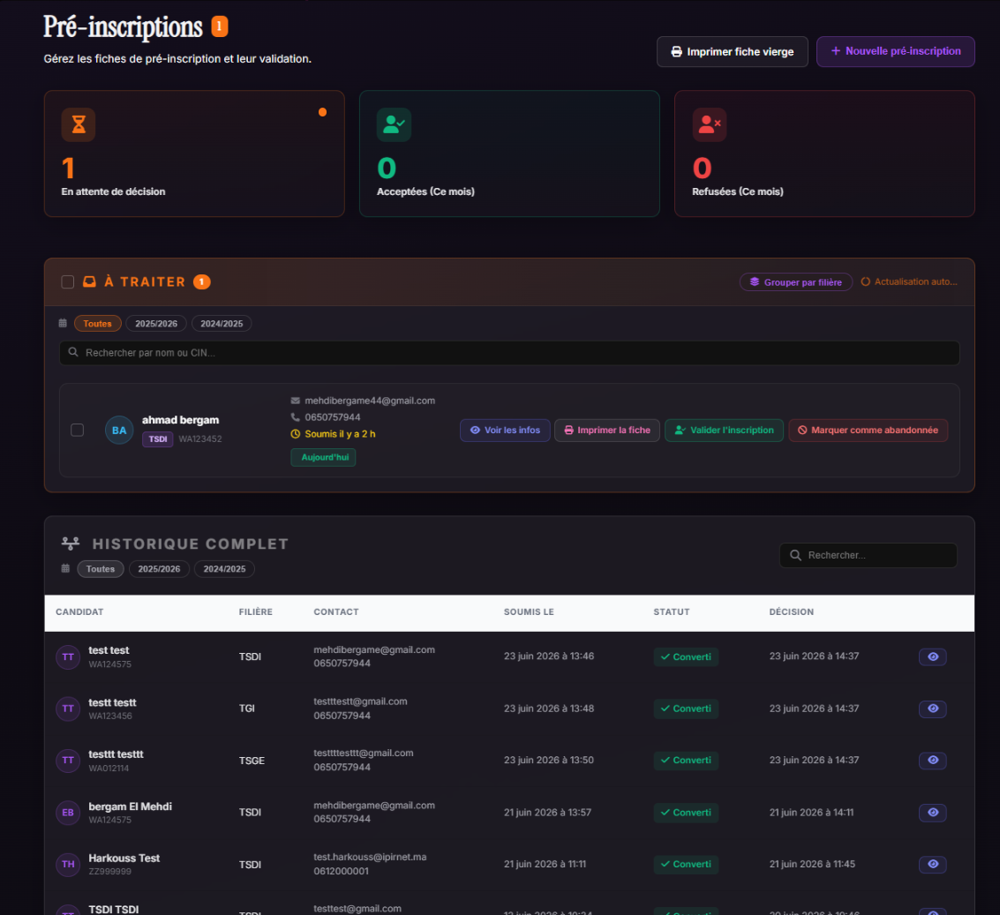 Pré-inscriptions 1
Gérez les fiches de pré-inscription et leur validation.
Imprimer fiche vierge
+ Nouvelle pré-inscription
1
En attente de décision
0
Acceptées (Ce mois)
0
Refusées (Ce mois)
À TRAITER 1
Grouper par filière
Actualisation auto...
Toutes 2025/2026 2024/2025
Rechercher par nom ou CIN...
BA
ahmad bergam
TSDI WA123452
mehdibergame44@gmail.com
0650757944
Soumis il y a 2 h
Aujourd'hui
Voir les infos
Imprimer la fiche
Valider l'inscription
Marquer comme abandonnée
HISTORIQUE COMPLET
Toutes 2025/2026 2024/2025
Rechercher...
CANDIDAT FILIÈRE CONTACT SOUMIS LE STATUT DÉCISION
TT test test WA124575 TSDI mehdibergame@gmail.com 0650757944 23 juin 2026 à 13:46 Converti 23 juin 2026 à 14:37
TT testt testt WA123456 TGI testttestt@gmail.com 0650757944 23 juin 2026 à 13:48 Converti 23 juin 2026 à 14:37
TT testtt testtt WA012114 TSGE testtttesttt@gmail.com 0650757944 23 juin 2026 à 13:50 Converti 23 juin 2026 à 14:37
EB bergam El Mehdi WA124575 TSDI mehdibergame@gmail.com 0650757944 21 juin 2026 à 13:57 Converti 21 juin 2026 à 14:11
TH Harkouss Test ZZ999999 TSDI test.harkouss@ipirnet.ma 0612000001 21 juin 2026 à 11:11 Converti 21 juin 2026 à 11:45
TSDI TSDI testtest@gmail.com